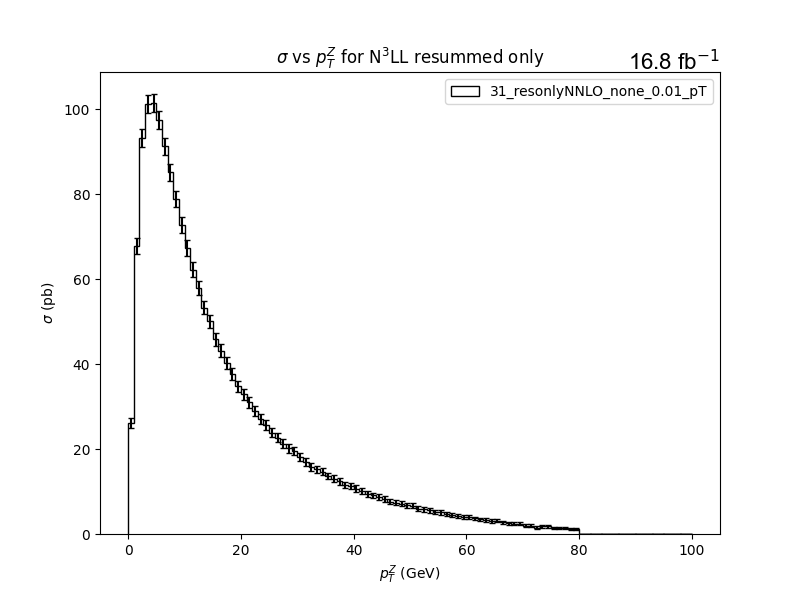 σ vs p_T^Z for N³LL resummed only
16.8 fb⁻¹
31_resonlyNNLO_none_0.01_pT
100
80
60
40
20
0
σ (pb)
0 20 40 60 80 100
p_T^Z (GeV)